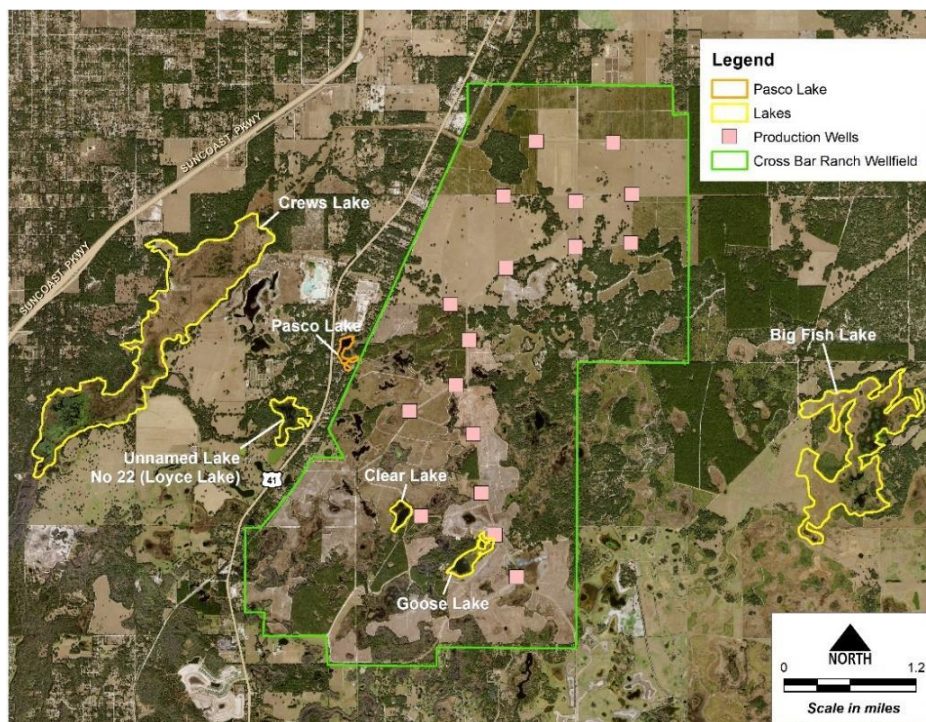 Legend
Pasco Lake
Lakes
Production Wells
Cross Bar Ranch Wellfield
SUNCOAST PKWY
SUNCOAST PKWY
Crews Lake
Pasco Lake
Big Fish Lake
Unnamed Lake
No 22 (Loyce Lake)
41
Clear Lake
Goose Lake
NORTH
0 1.2
Scale in miles